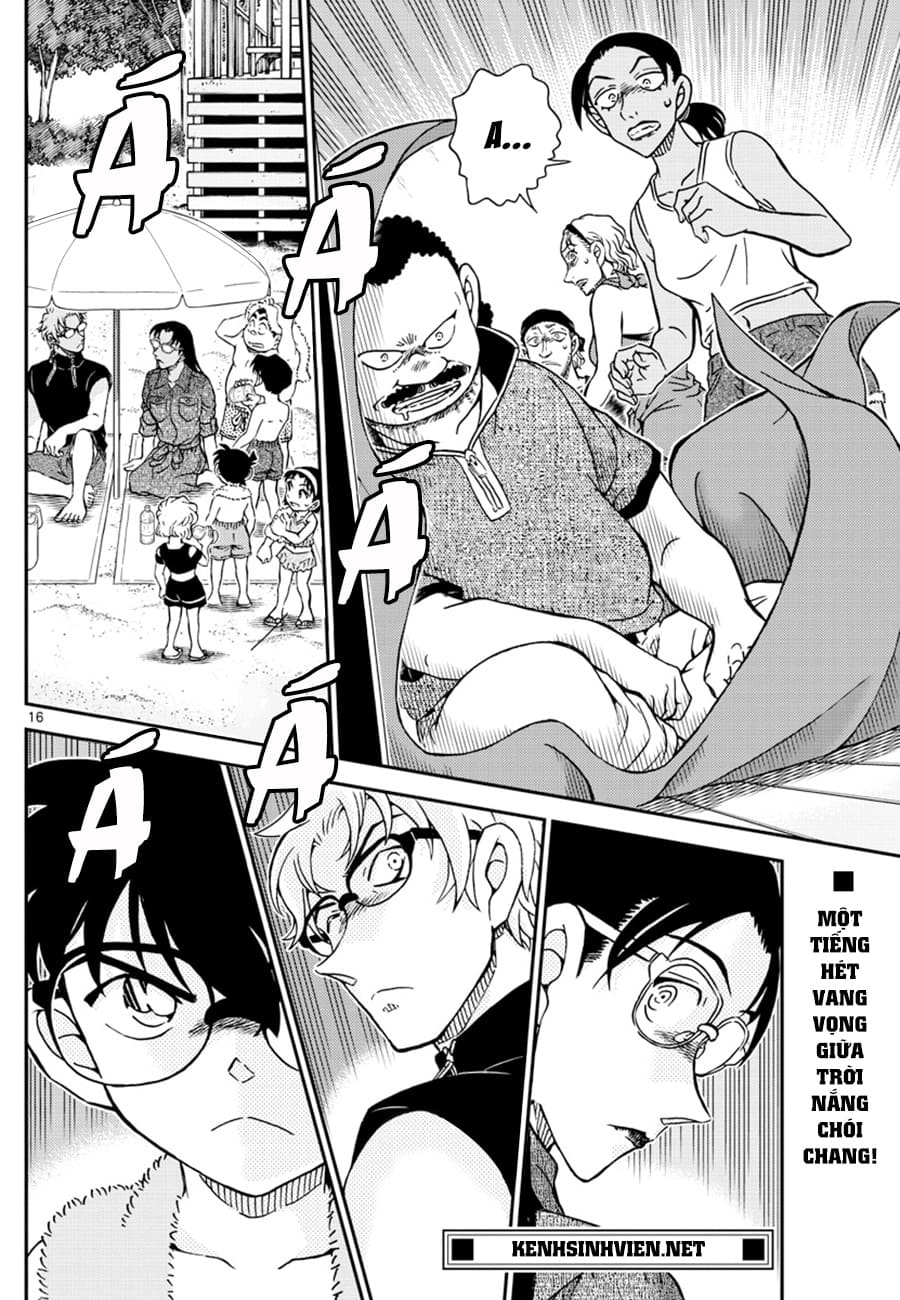 A...
Á
Á
Á
Á
Á
Á
Á
16
MỘT
TIẾNG
HÉT
VANG
VỌNG
GIỮA
TRỜI
NẮNG
CHÓI
CHANG!
KENHSINHVIEN.NET